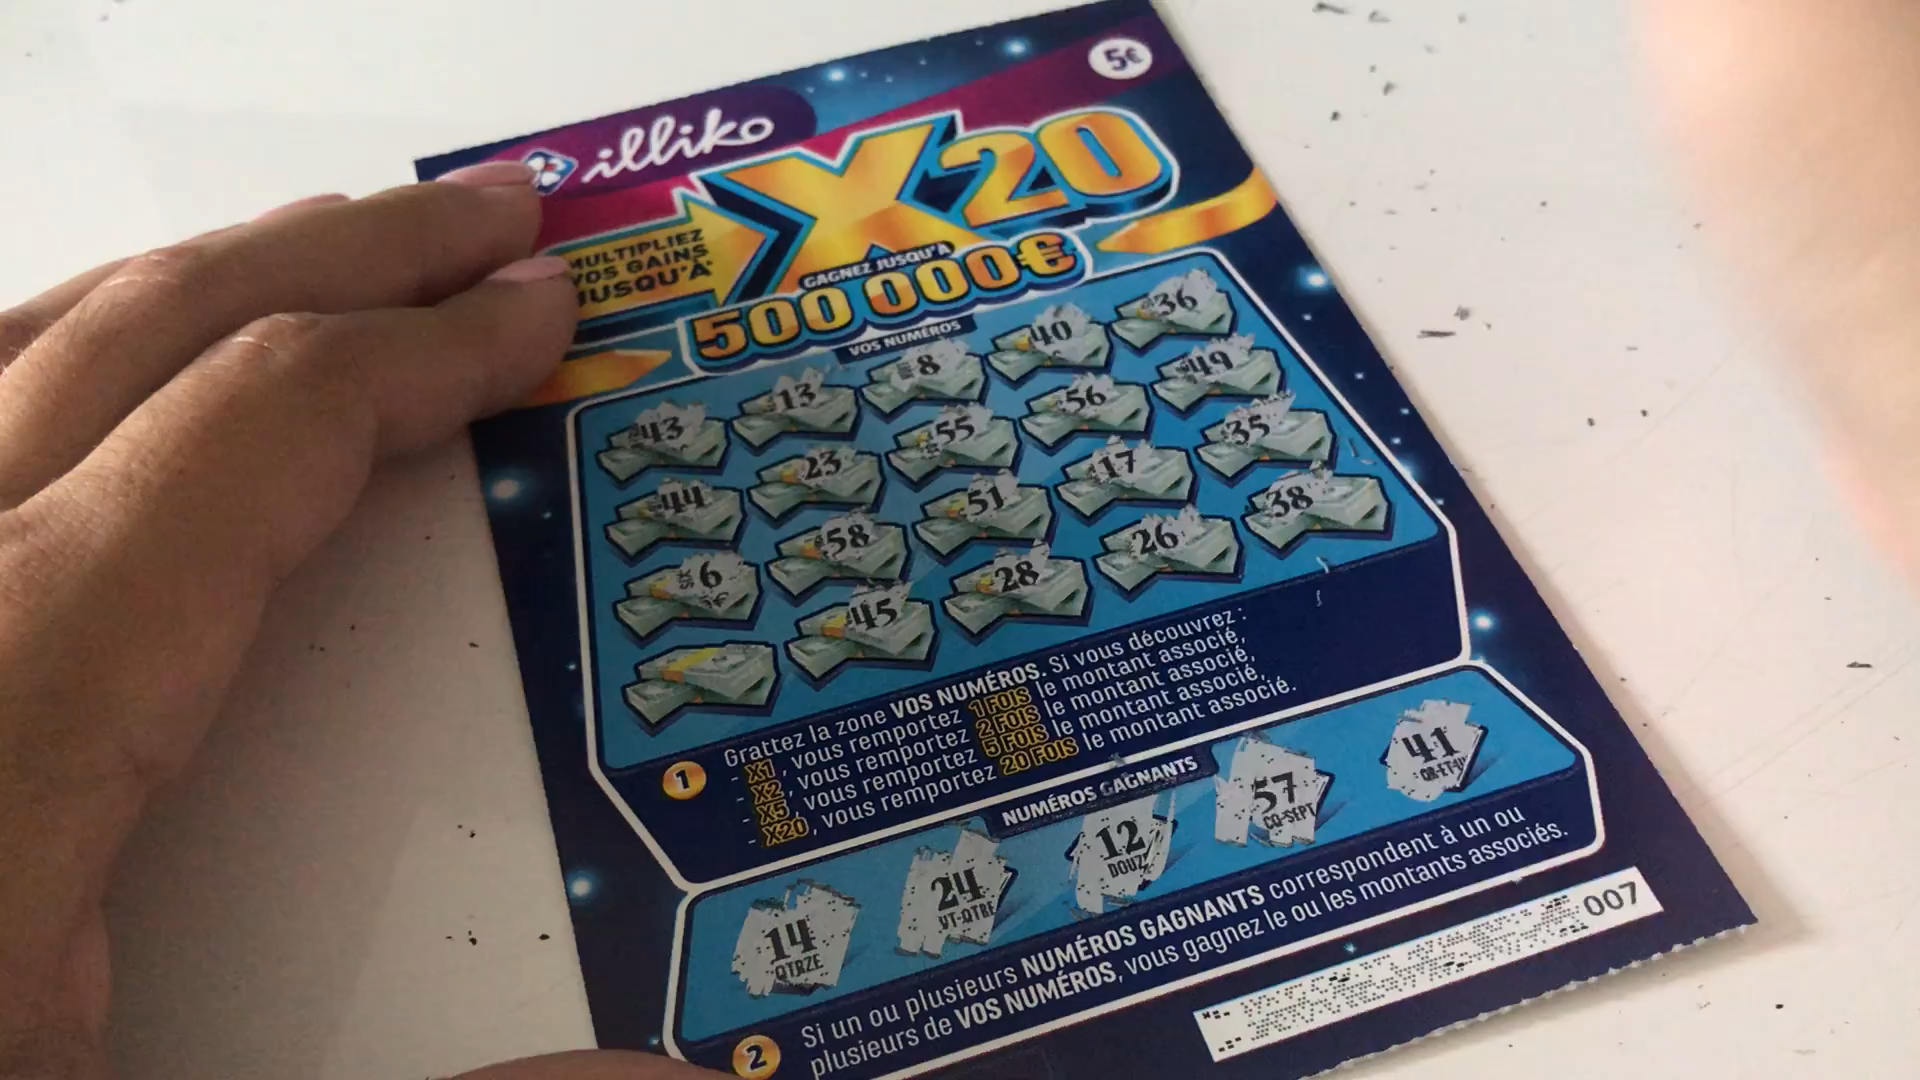 5€
illiko
X20
MULTIPLIEZ
VOS GAINS
JUSQU'À
GAGNEZ JUSQU'À
500 000€
VOS NUMÉROS
43 13 8 40 36
44 23 55 56 49
6 58 51 17 35
45 28 26 38
1
Grattez la zone VOS NUMÉROS. Si vous découvrez :
- X1, vous remportez 1 FOIS le montant associé,
- X2, vous remportez 2 FOIS le montant associé,
- X5, vous remportez 5 FOIS le montant associé,
- X20, vous remportez 20 FOIS le montant associé.
NUMÉROS GAGNANTS
14 24 12 57 41
QTRZE VT-QTRE DOUZ CQ-SEPT
2
Si un ou plusieurs NUMÉROS GAGNANTS correspondent à un ou
plusieurs de VOS NUMÉROS, vous gagnez le ou les montants associés.
007